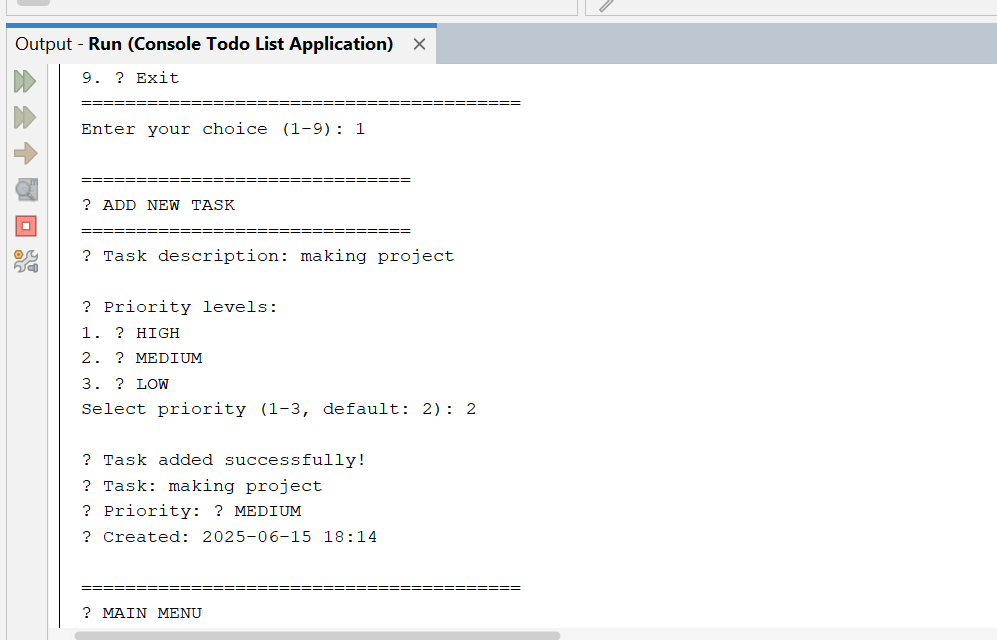 Output - Run (Console Todo List Application)
9. ? Exit
========================================
Enter your choice (1-9): 1
==============================
? ADD NEW TASK
==============================
? Task description: making project
? Priority levels:
1. ? HIGH
2. ? MEDIUM
3. ? LOW
Select priority (1-3, default: 2): 2
? Task added successfully!
? Task: making project
? Priority: ? MEDIUM
? Created: 2025-06-15 18:14
========================================
? MAIN MENU